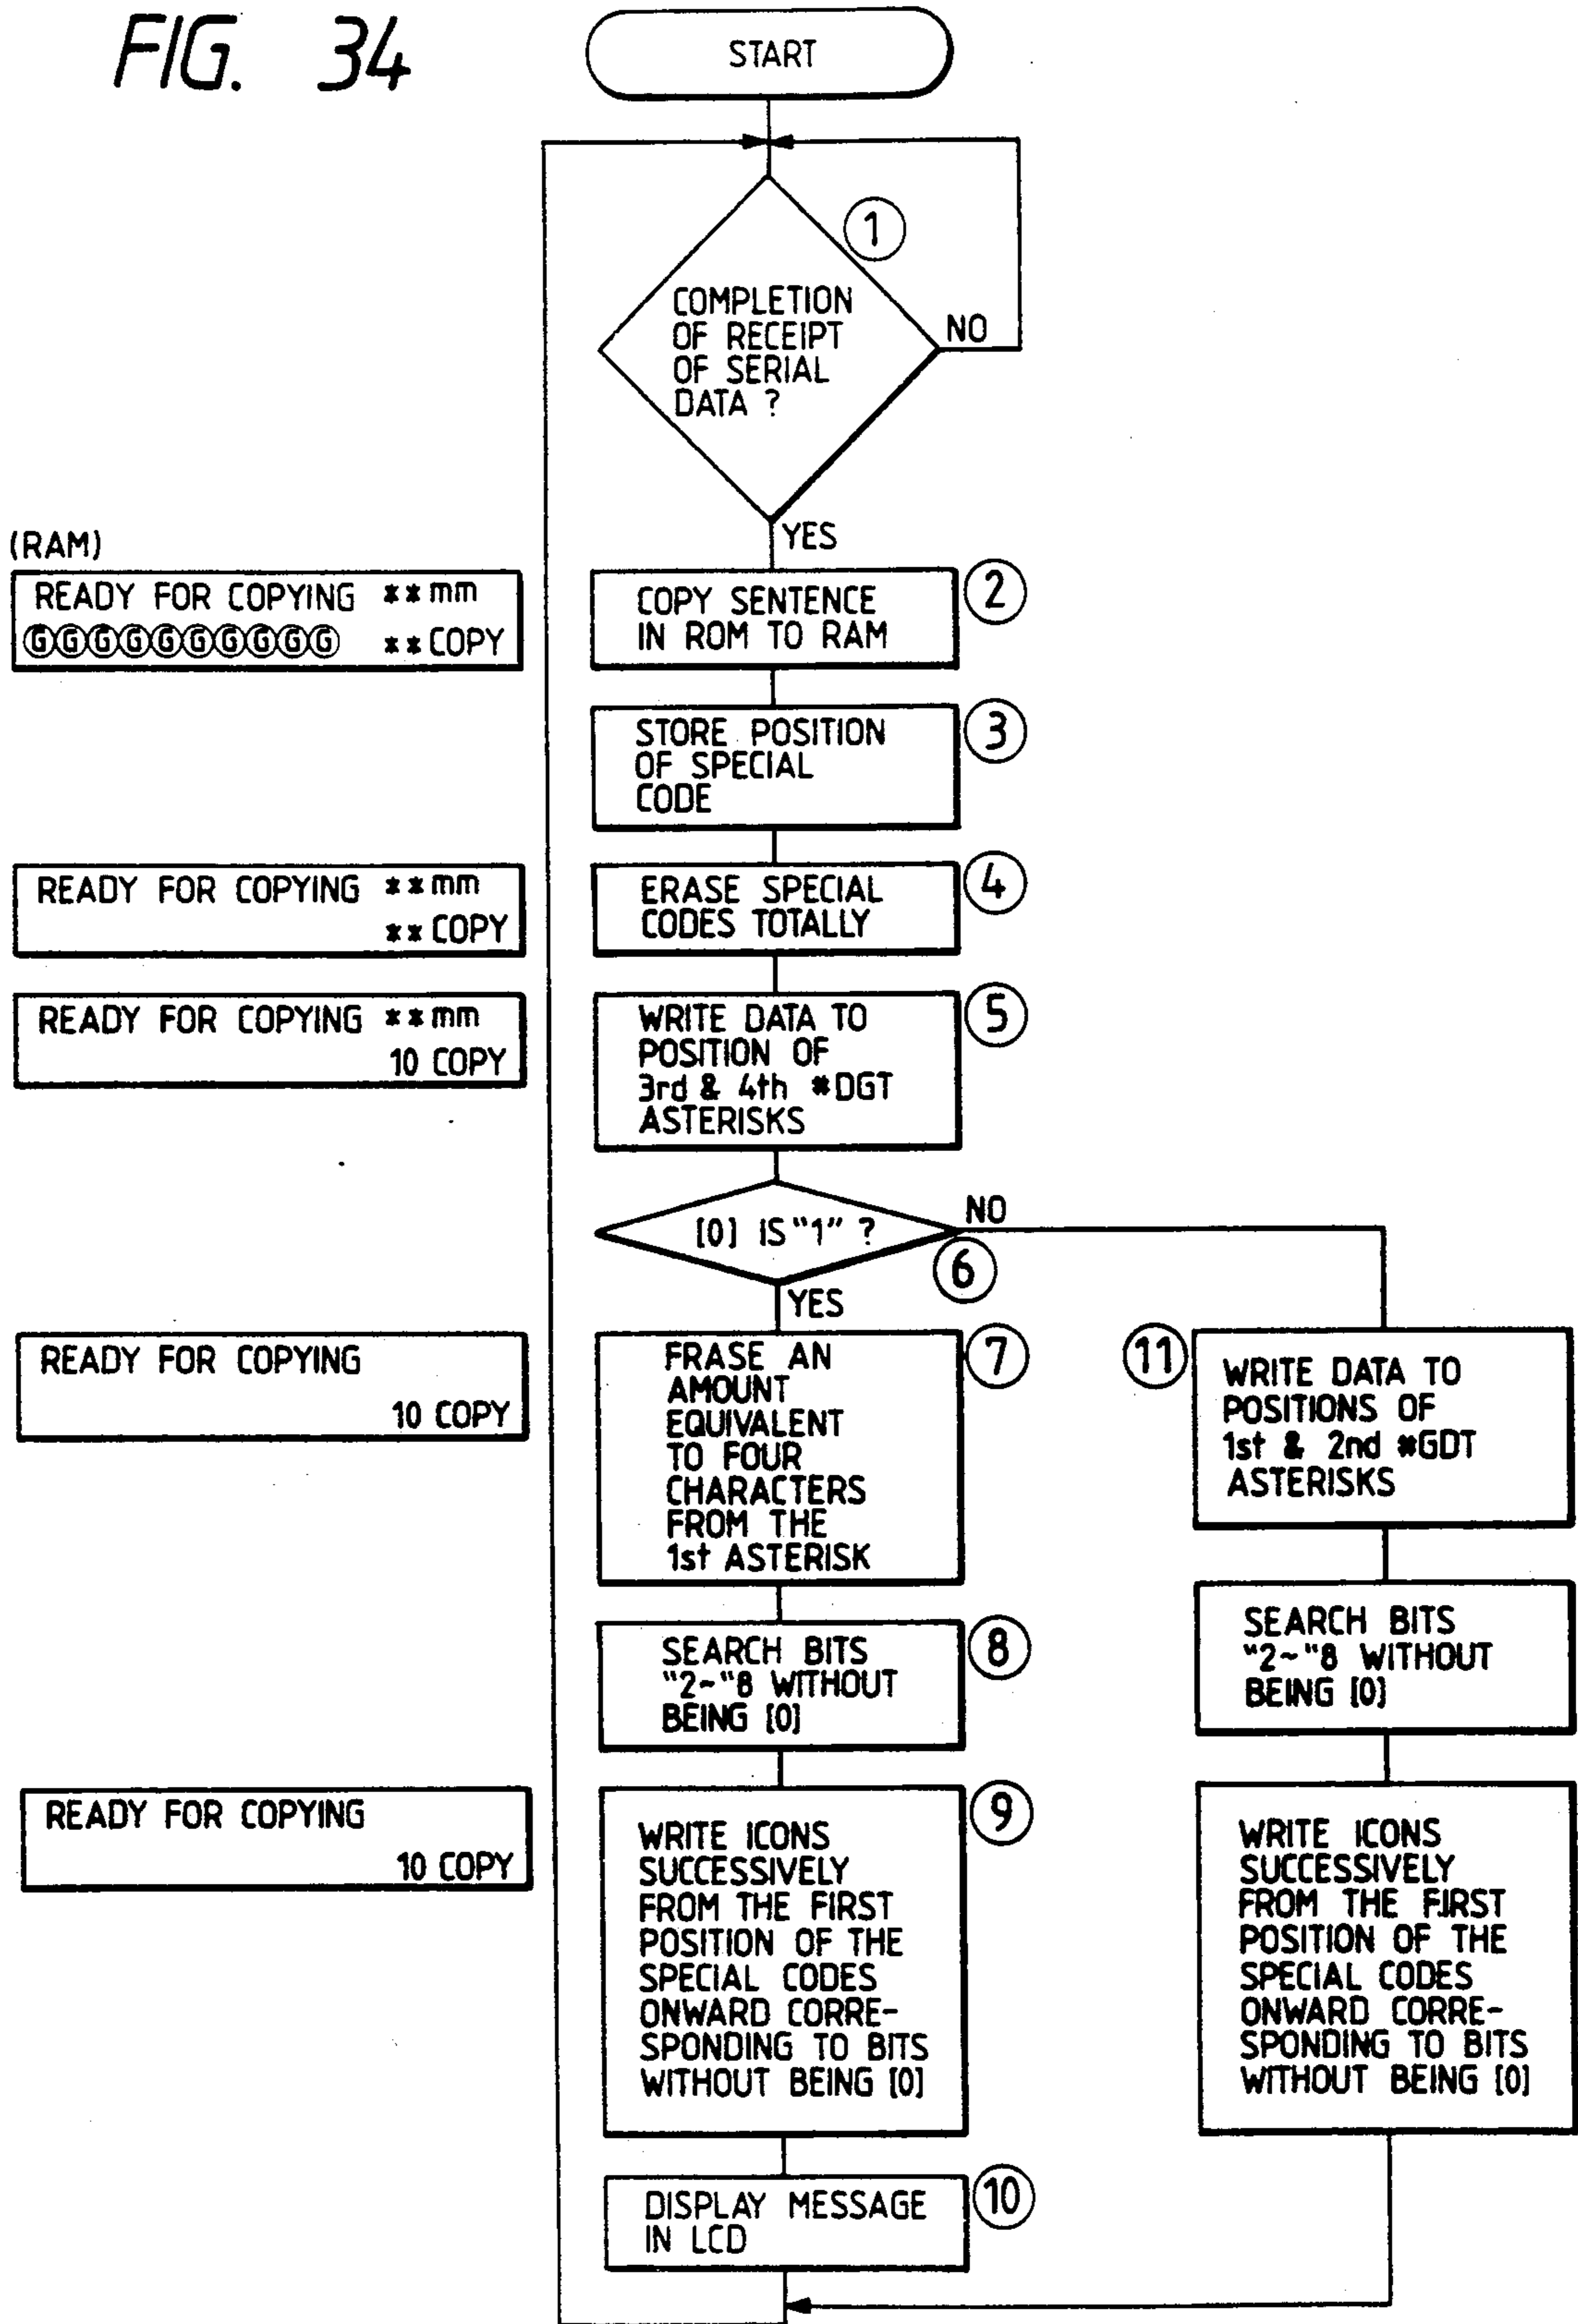 FIG. 34
START
①
COMPLETION
OF RECEIPT
OF SERIAL
DATA ?
NO
YES
(RAM)
READY FOR COPYING **mm
ⒼⒼⒼⒼⒼⒼⒼⒼⒼⒼ **COPY
COPY SENTENCE
IN ROM TO RAM
②
STORE POSITION
OF SPECIAL
CODE
③
READY FOR COPYING **mm
**COPY
ERASE SPECIAL
CODES TOTALLY
④
READY FOR COPYING **mm
10 COPY
WRITE DATA TO
POSITION OF
3rd & 4th *DGT
ASTERISKS
⑤
[0] IS "1" ?
NO
⑥
YES
READY FOR COPYING
10 COPY
FRASE AN
AMOUNT
EQUIVALENT
TO FOUR
CHARACTERS
FROM THE
1st ASTERISK
⑦
⑪
WRITE DATA TO
POSITIONS OF
1st & 2nd *GDT
ASTERISKS
SEARCH BITS
"2~"8 WITHOUT
BEING [0]
⑧
SEARCH BITS
"2~"8 WITHOUT
BEING [0]
READY FOR COPYING
10 COPY
WRITE ICONS
SUCCESSIVELY
FROM THE FIRST
POSITION OF THE
SPECIAL CODES
ONWARD CORRE-
SPONDING TO BITS
WITHOUT BEING [0]
⑨
WRITE ICONS
SUCCESSIVELY
FROM THE FIRST
POSITION OF THE
SPECIAL CODES
ONWARD CORRE-
SPONDING TO BITS
WITHOUT BEING [0]
DISPLAY MESSAGE
IN LCD
⑩